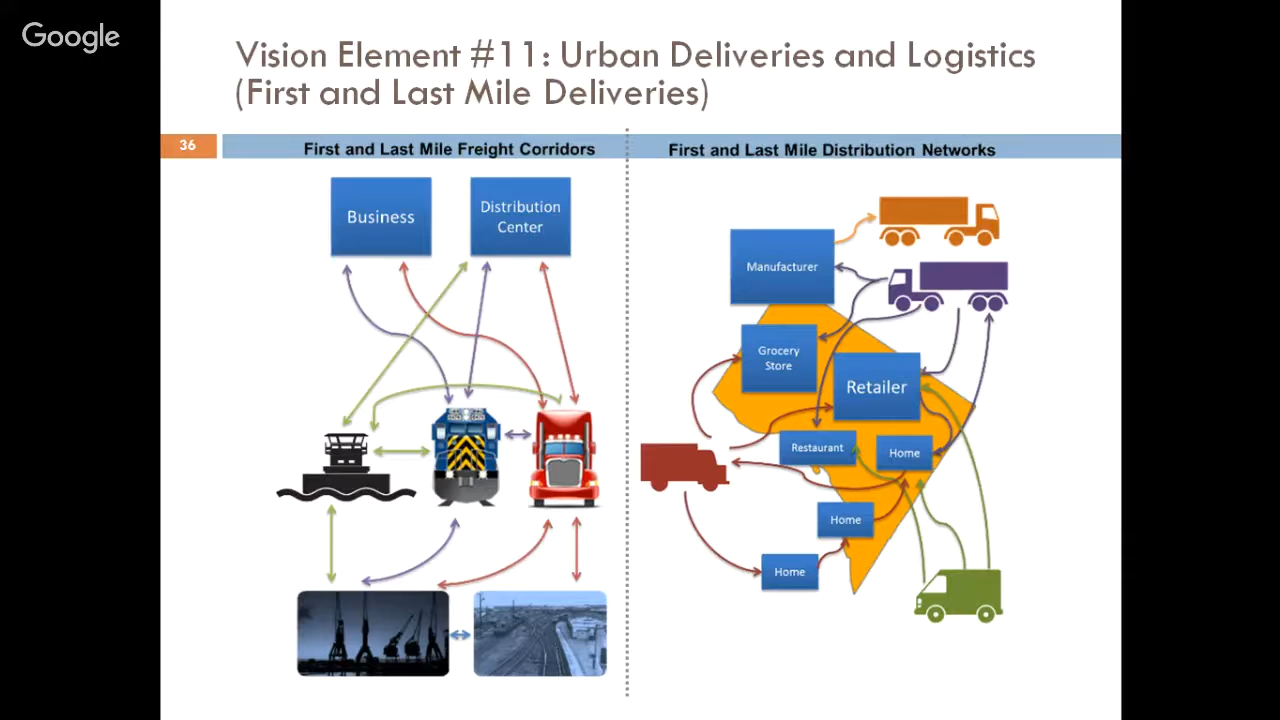 Google
Vision Element #11: Urban Deliveries and Logistics
(First and Last Mile Deliveries)
36
First and Last Mile Freight Corridors
First and Last Mile Distribution Networks
Business
Distribution
Center
Manufacturer
Grocery
Store
Retailer
Restaurant
Home
Home
Home